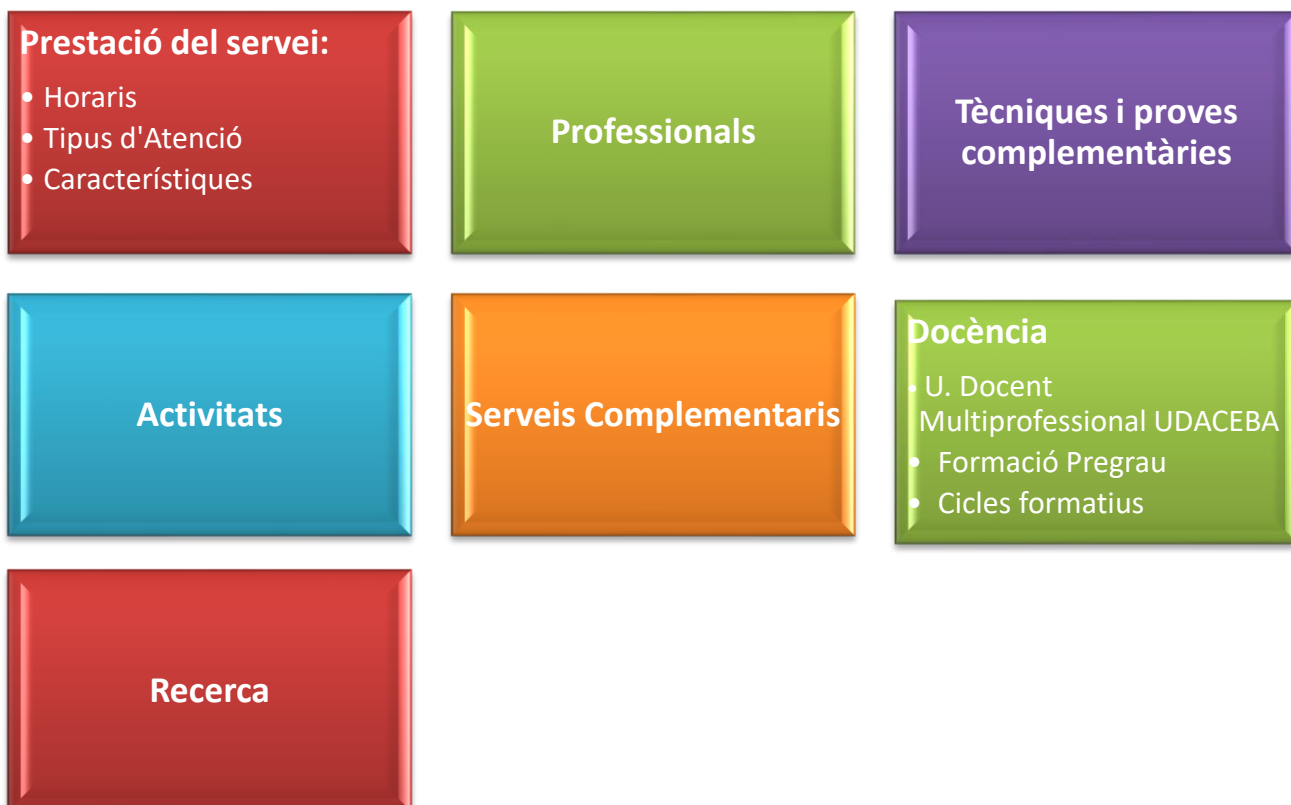 Prestació del servei:
• Horaris
• Tipus d'Atenció
• Característiques
Professionals
Tècniques i proves
complementàries
Activitats
Serveis Complementaris
Docència
• U. Docent
Multiprofessional UDACEBA
• Formació Pregrau
• Cicles formatius
Recerca